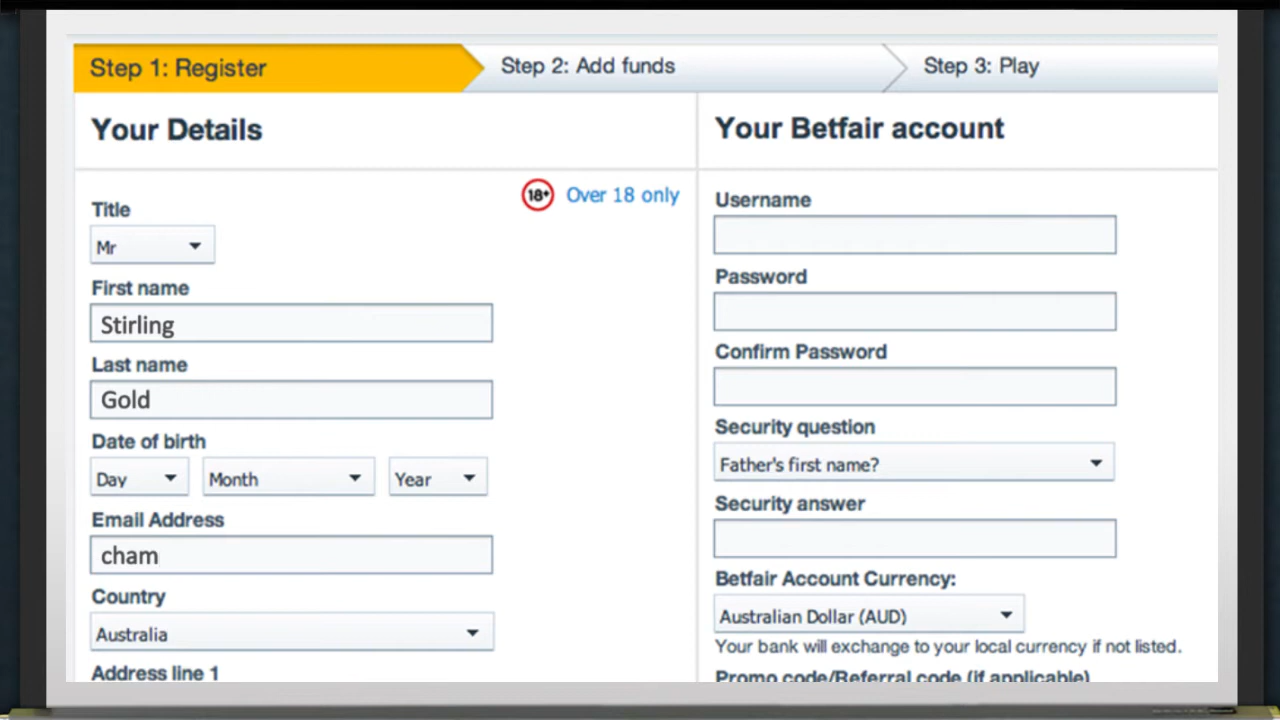 Step 1: Register
Step 2: Add funds
Step 3: Play
Your Details
18+ Over 18 only
Title
Mr
First name
Stirling
Last name
Gold
Date of birth
Day Month Year
Email Address
cham
Country
Australia
Address line 1
Your Betfair account
Username
Password
Confirm Password
Security question
Father's first name?
Security answer
Betfair Account Currency:
Australian Dollar (AUD)
Your bank will exchange to your local currency if not listed.
Promo code/Referral code (if applicable)